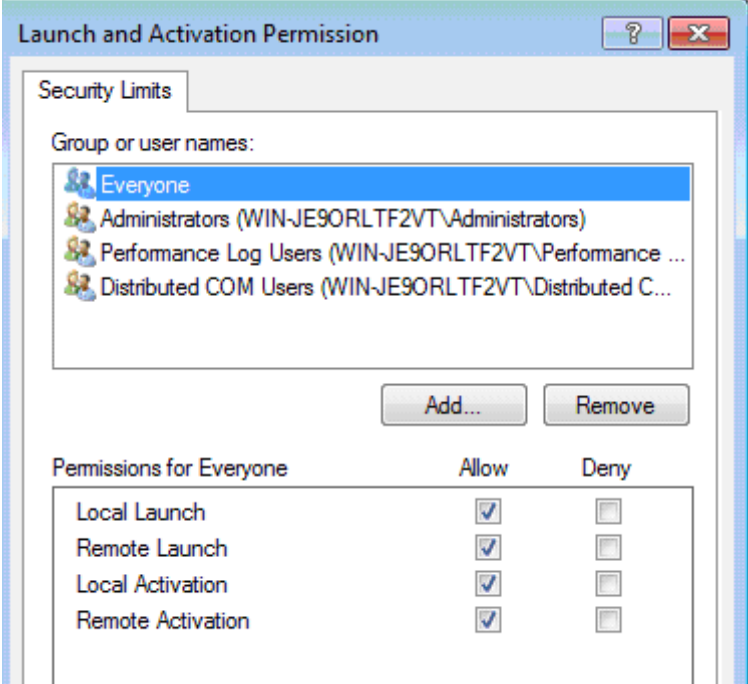 Launch and Activation Permission
Security Limits
Group or user names:
Everyone
Administrators (WIN-JE9ORLTF2VT\Administrators)
Performance Log Users (WIN-JE9ORLTF2VT\Performance ...
Distributed COM Users (WIN-JE9ORLTF2VT\Distributed C...
Add... Remove
Permissions for Everyone Allow Deny
Local Launch
Remote Launch
Local Activation
Remote Activation